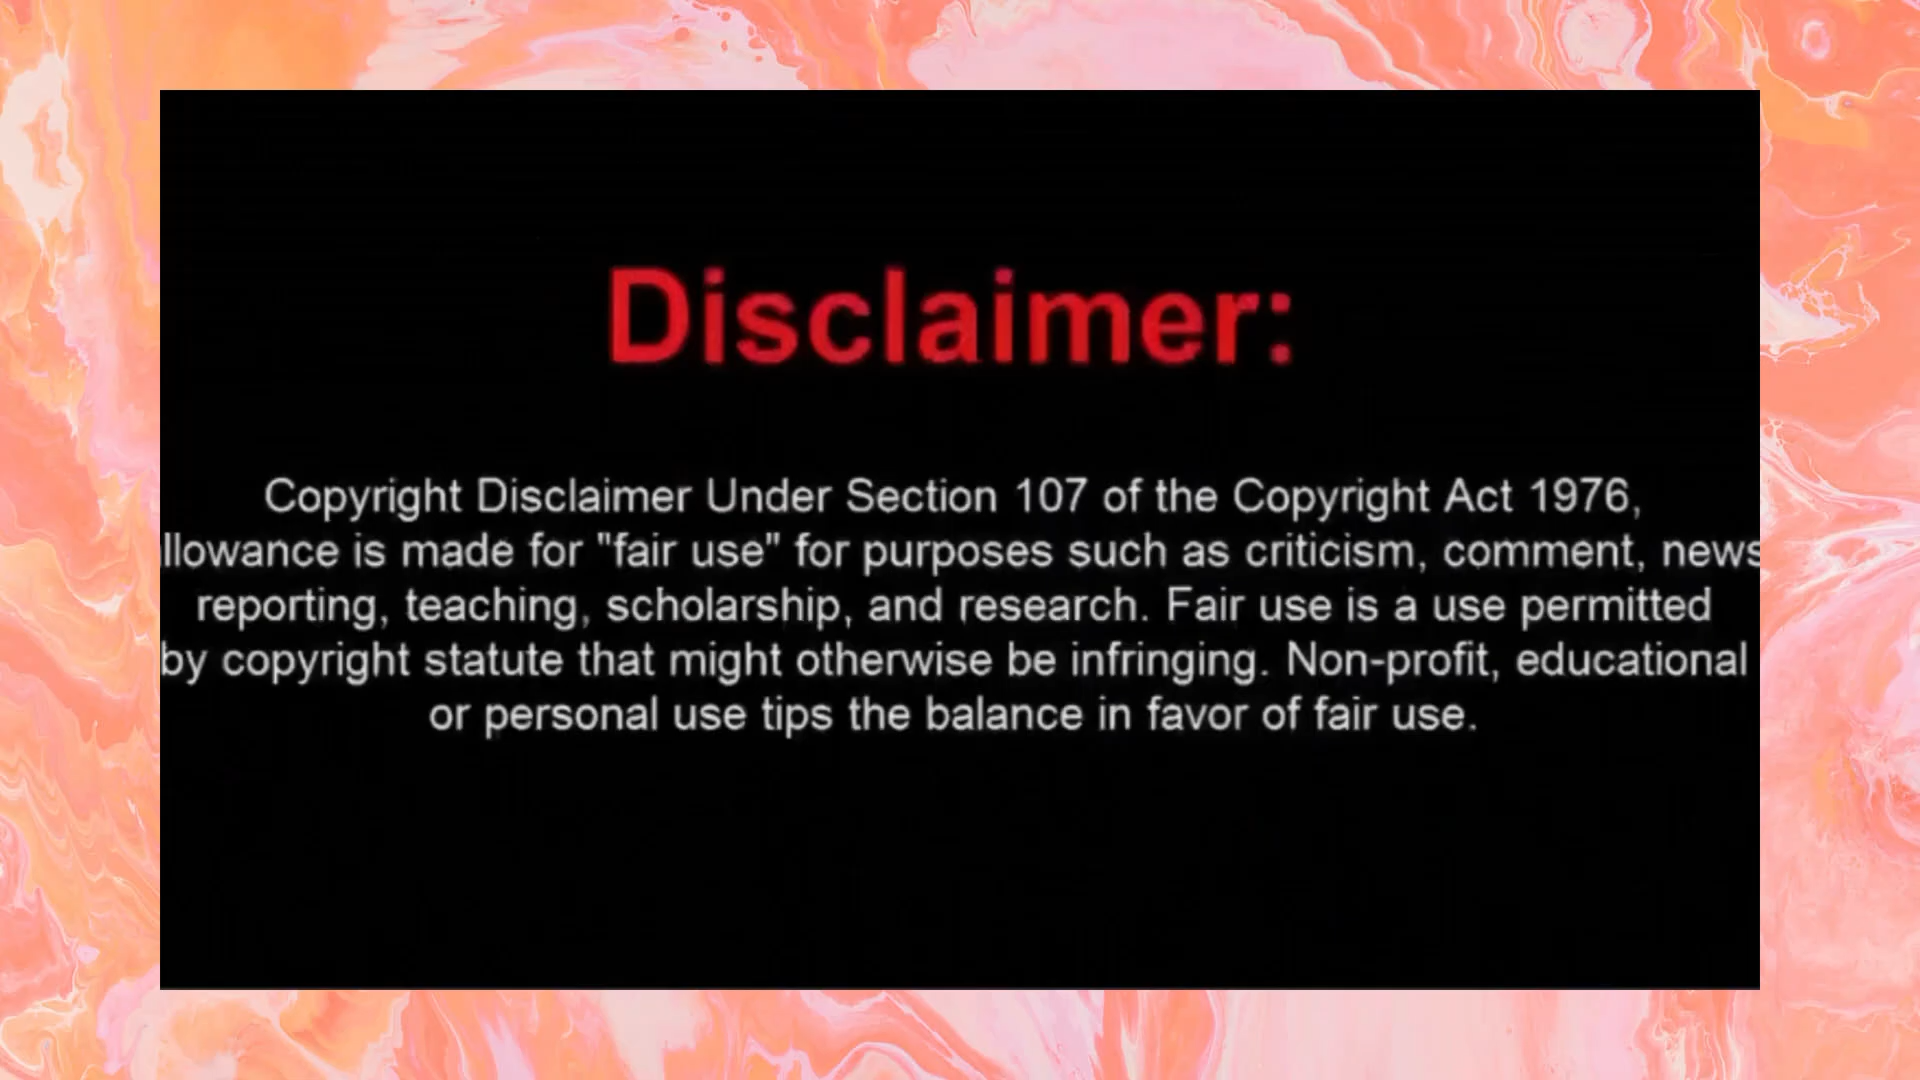 Disclaimer:
Copyright Disclaimer Under Section 107 of the Copyright Act 1976,
llowance is made for "fair use" for purposes such as criticism, comment, news
reporting, teaching, scholarship, and research. Fair use is a use permitted
by copyright statute that might otherwise be infringing. Non-profit, educational
or personal use tips the balance in favor of fair use.